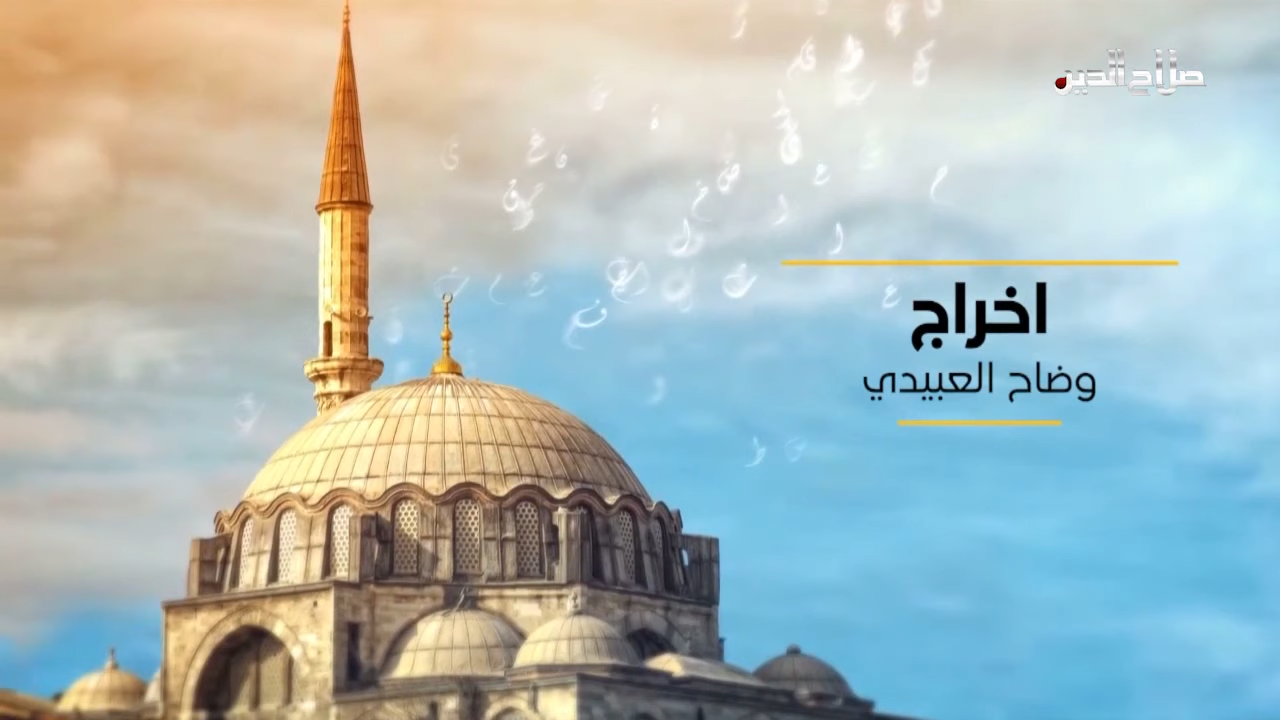 صلاح الدين
اخراج
وضاح العبيدي